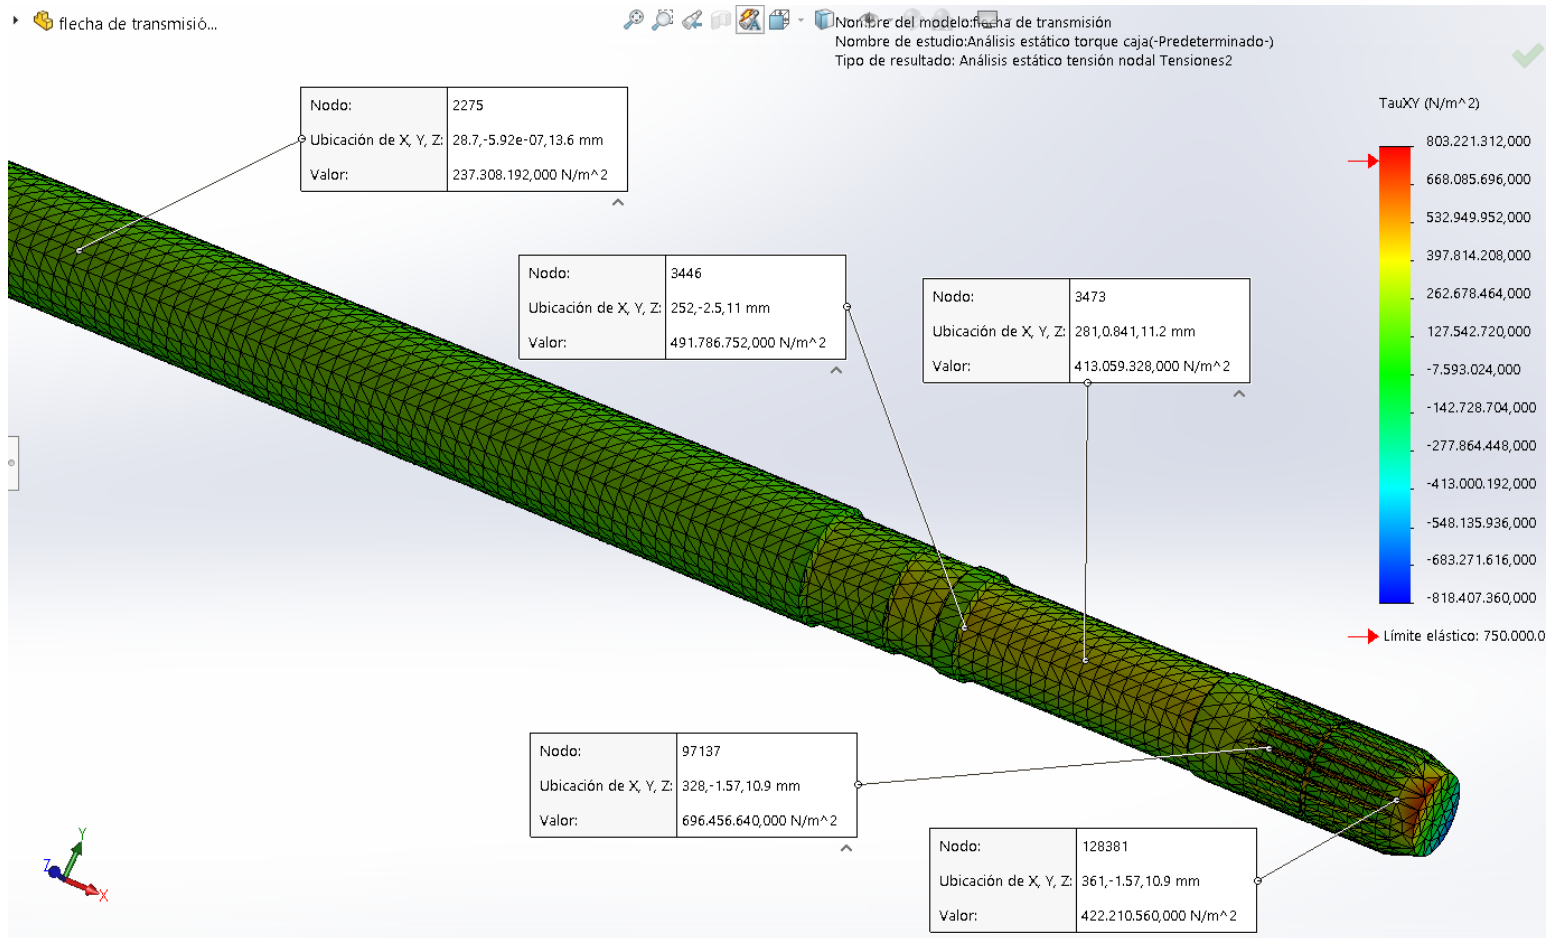 flecha de transmisió...
Nombre del modelo:flecha de transmisión
Nombre de estudio:Análisis estático torque caja(-Predeterminado-)
Tipo de resultado: Análisis estático tensión nodal Tensiones2
TauXY (N/m^2)
803.221.312,000
668.085.696,000
532.949.952,000
397.814.208,000
262.678.464,000
127.542.720,000
-7.593.024,000
-142.728.704,000
-277.864.448,000
-413.000.192,000
-548.135.936,000
-683.271.616,000
-818.407.360,000
Límite elástico: 750.000.0
Nodo: 2275
Ubicación de X, Y, Z: 28.7,-5.92e-07,13.6 mm
Valor: 237.308.192,000 N/m^2
Nodo: 3446
Ubicación de X, Y, Z: 252,-2.5,11 mm
Valor: 491.786.752,000 N/m^2
Nodo: 3473
Ubicación de X, Y, Z: 281,0.841,11.2 mm
Valor: 413.059.328,000 N/m^2
Nodo: 97137
Ubicación de X, Y, Z: 328,-1.57,10.9 mm
Valor: 696.456.640,000 N/m^2
Nodo: 128381
Ubicación de X, Y, Z: 361,-1.57,10.9 mm
Valor: 422.210.560,000 N/m^2
Y
Z
X